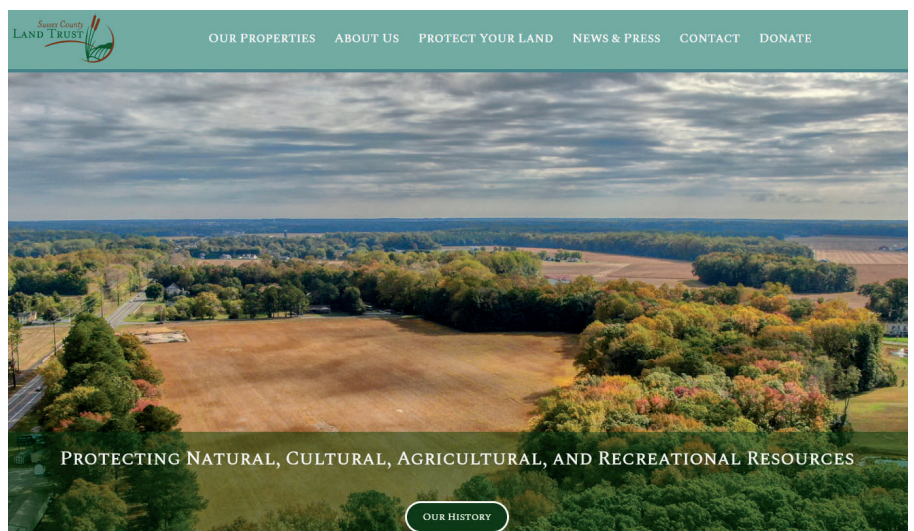 Sussex County
Land Trust
Our Properties About Us Protect Your Land News & Press Contact Donate
Protecting Natural, Cultural, Agricultural, and Recreational Resources
Our History